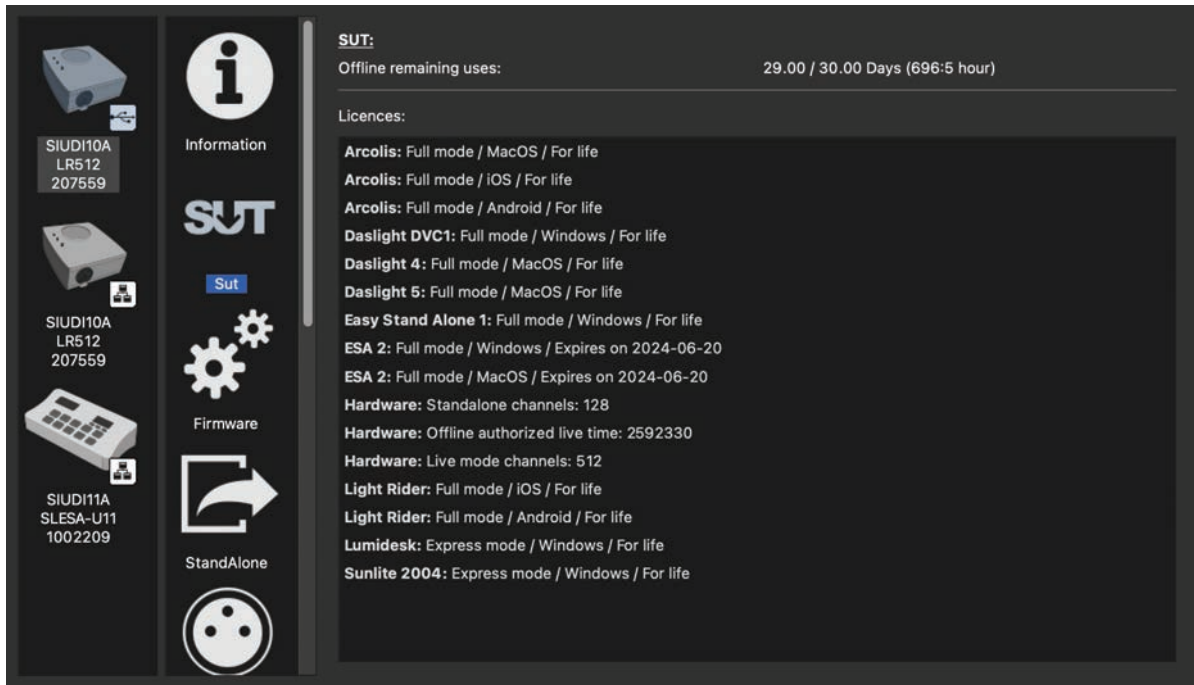 SIUDI10A
LR512
207559
SIUDI10A
LR512
207559
SIUDI11A
SLESA-U11
1002209
Information
SUT
Sut
Firmware
StandAlone
SUT:
Offline remaining uses: 29.00 / 30.00 Days (696:5 hour)
Licences:
Arcolis: Full mode / MacOS / For life
Arcolis: Full mode / iOS / For life
Arcolis: Full mode / Android / For life
Daslight DVC1: Full mode / Windows / For life
Daslight 4: Full mode / MacOS / For life
Daslight 5: Full mode / MacOS / For life
Easy Stand Alone 1: Full mode / Windows / For life
ESA 2: Full mode / Windows / Expires on 2024-06-20
ESA 2: Full mode / MacOS / Expires on 2024-06-20
Hardware: Standalone channels: 128
Hardware: Offline authorized live time: 2592330
Hardware: Live mode channels: 512
Light Rider: Full mode / iOS / For life
Light Rider: Full mode / Android / For life
Lumidesk: Express mode / Windows / For life
Sunlite 2004: Express mode / Windows / For life